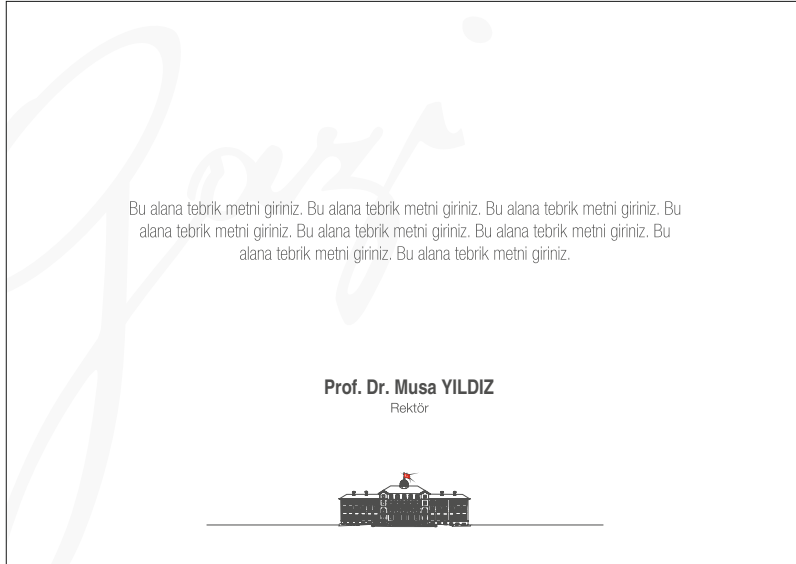 Gazi
Bu alana tebrik metni giriniz. Bu alana tebrik metni giriniz. Bu alana tebrik metni giriniz. Bu
alana tebrik metni giriniz. Bu alana tebrik metni giriniz. Bu alana tebrik metni giriniz. Bu
alana tebrik metni giriniz. Bu alana tebrik metni giriniz.
Prof. Dr. Musa YILDIZ
Rektör